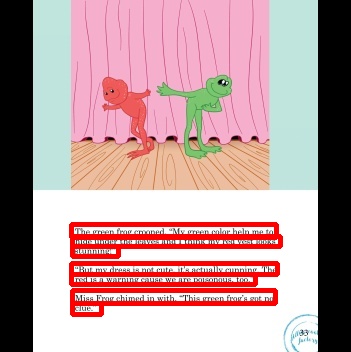 The green frog crooned, "My green color help me to
hide under the leaves and I think my red vest looks
stunning."
"But my dress is not cute, it's actually cunning. The
red is a warning cause we are poisonous, too."
Miss Frog chimed in with, "This green frog's got no
clue."
33